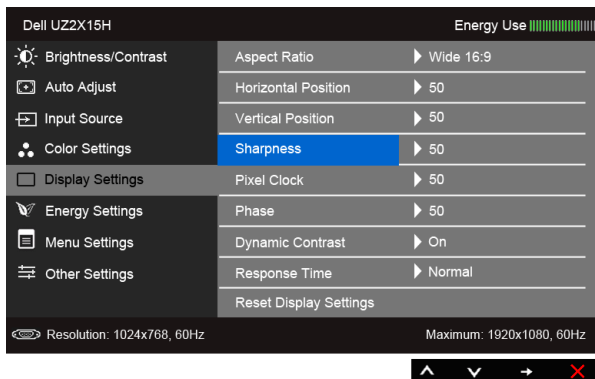 Dell UZ2X15H Energy Use
Brightness/Contrast Aspect Ratio Wide 16:9
Auto Adjust Horizontal Position 50
Input Source Vertical Position 50
Color Settings Sharpness 50
Display Settings Pixel Clock 50
Energy Settings Phase 50
Menu Settings Dynamic Contrast On
Other Settings Response Time Normal
Reset Display Settings
Resolution: 1024x768, 60Hz Maximum: 1920x1080, 60Hz